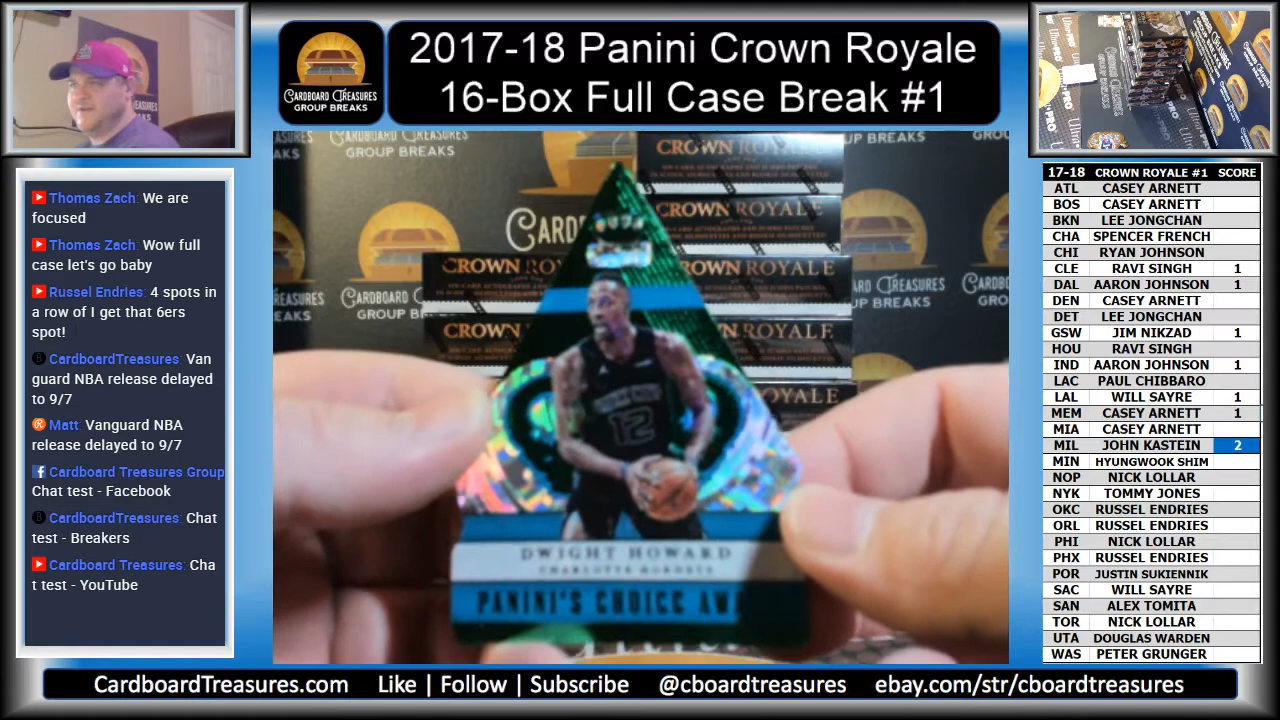 2017-18 Panini Crown Royale
16-Box Full Case Break #1
CARDBOARD TREASURES
GROUP BREAKS
Thomas Zach: We are
focused
Thomas Zach: Wow full
case let's go baby
Russel Endries: 4 spots in
a row of I get that 6ers
spot!
CardboardTreasures: Van
guard NBA release delayed
to 9/7
Matt: Vanguard NBA
release delayed to 9/7
Cardboard Treasures Group
Chat test - Facebook
CardboardTreasures: Chat
test - Breakers
Cardboard Treasures: Cha
t test - YouTube
CARDBOARD TREASURES
GROUP BREAKS
CROWN ROYALE
CROWN ROYALE
CROWN ROYALE
CROWN ROYALE
12
DWIGHT HOWARD
CHARLOTTE HORNETS
PANINI'S CHOICE AW
17-18 CROWN ROYALE #1 SCORE
ATL CASEY ARNETT
BOS CASEY ARNETT
BKN LEE JONGCHAN
CHA SPENCER FRENCH
CHI RYAN JOHNSON
CLE RAVI SINGH 1
DAL AARON JOHNSON 1
DEN CASEY ARNETT
DET LEE JONGCHAN
GSW JIM NIKZAD 1
HOU RAVI SINGH
IND AARON JOHNSON 1
LAC PAUL CHIBBARO
LAL WILL SAYRE 1
MEM CASEY ARNETT 1
MIA CASEY ARNETT
MIL JOHN KASTEIN 2
MIN HYUNGWOOK SHIM
NOP NICK LOLLAR
NYK TOMMY JONES
OKC RUSSEL ENDRIES
ORL RUSSEL ENDRIES
PHI NICK LOLLAR
PHX RUSSEL ENDRIES
POR JUSTIN SUKIENNIK
SAC WILL SAYRE
SAN ALEX TOMITA
TOR NICK LOLLAR
UTA DOUGLAS WARDEN
WAS PETER GRUNGER
CardboardTreasures.com Like | Follow | Subscribe @cboardtreasures ebay.com/str/cboardtreasures